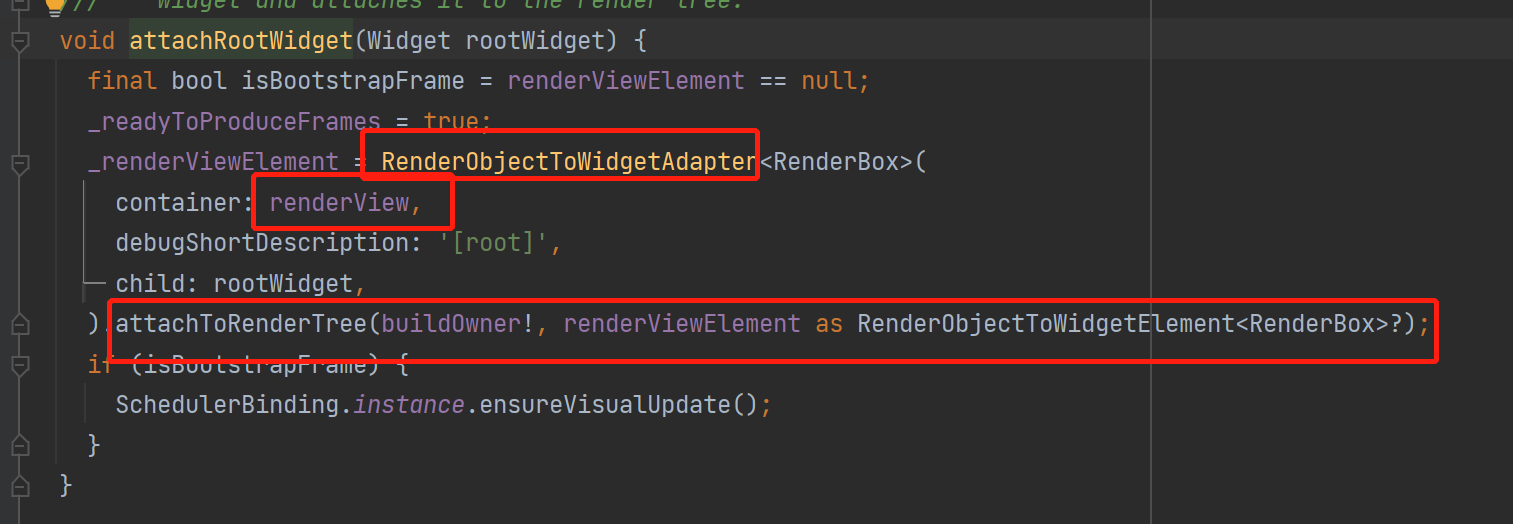 /// widget and attaches it to the render tree.
void attachRootWidget(Widget rootWidget) {
final bool isBootstrapFrame = renderViewElement == null;
_readyToProduceFrames = true;
_renderViewElement = RenderObjectToWidgetAdapter<RenderBox>(
container: renderView,
debugShortDescription: '[root]',
child: rootWidget,
).attachToRenderTree(buildOwner!, renderViewElement as RenderObjectToWidgetElement<RenderBox>?);
if (isBootstrapFrame) {
SchedulerBinding.instance.ensureVisualUpdate();
}
}